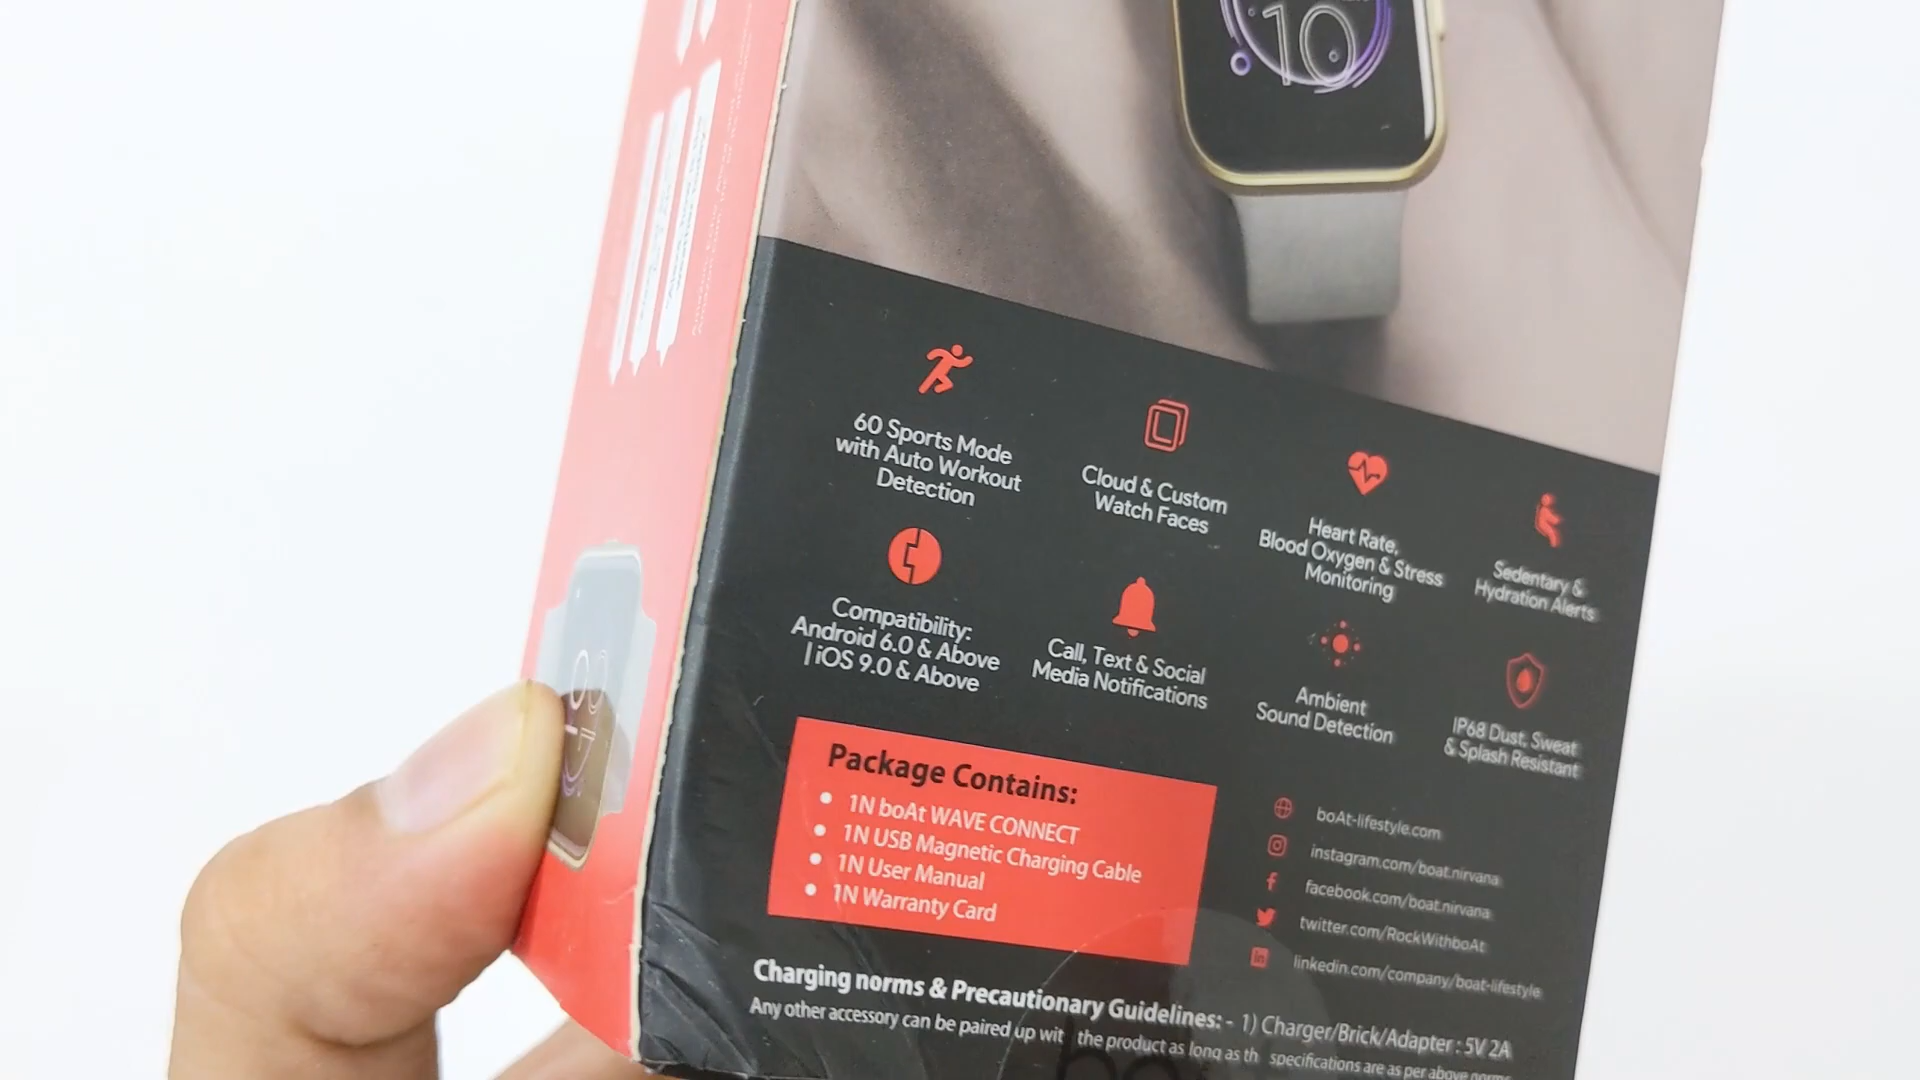 10
60 Sports Mode
with Auto Workout
Detection
Cloud & Custom
Watch Faces
Heart Rate,
Blood Oxygen & Stress
Monitoring
Sedentary &
Hydration Alerts
Compatibility:
Android 6.0 & Above
| iOS 9.0 & Above
Call, Text & Social
Media Notifications
Ambient
Sound Detection
IP68 Dust, Sweat
& Splash Resistant
Package Contains:
• 1N boAt WAVE CONNECT
• 1N USB Magnetic Charging Cable
• 1N User Manual
• 1N Warranty Card
boAt-lifestyle.com
instagram.com/boat.nirvana
facebook.com/boat.nirvana
twitter.com/RockWithboAt
linkedin.com/company/boat-lifestyle
Charging norms & Precautionary Guidelines: - 1) Charger/Brick/Adapter : 5V 2A
Any other accessory can be paired up wit the product as long as th specifications are as per above norms